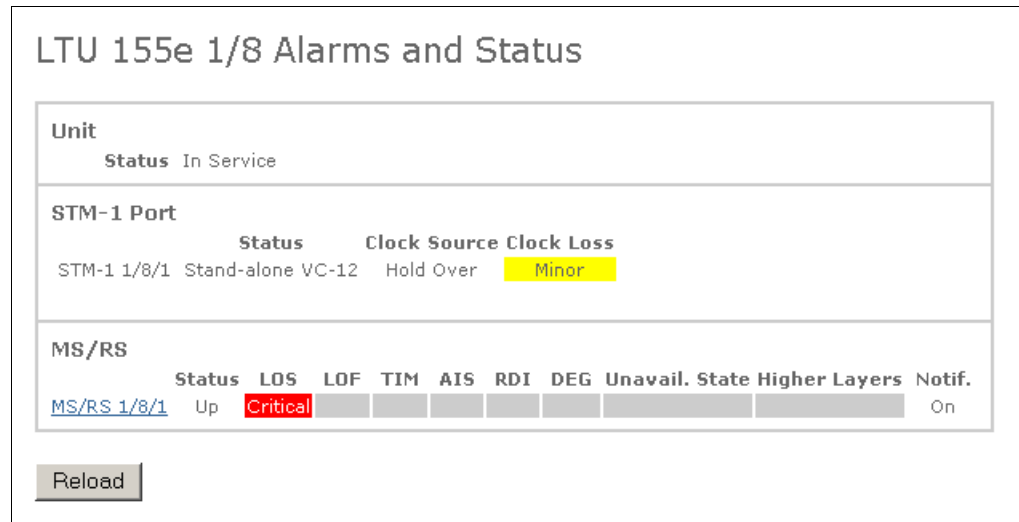 LTU 155e 1/8 Alarms and Status
Unit
Status In Service
STM-1 Port
Status Clock Source Clock Loss
STM-1 1/8/1 Stand-alone VC-12 Hold Over Minor
MS/RS
Status LOS LOF TIM AIS RDI DEG Unavail. State Higher Layers Notif.
MS/RS 1/8/1 Up Critical On
Reload